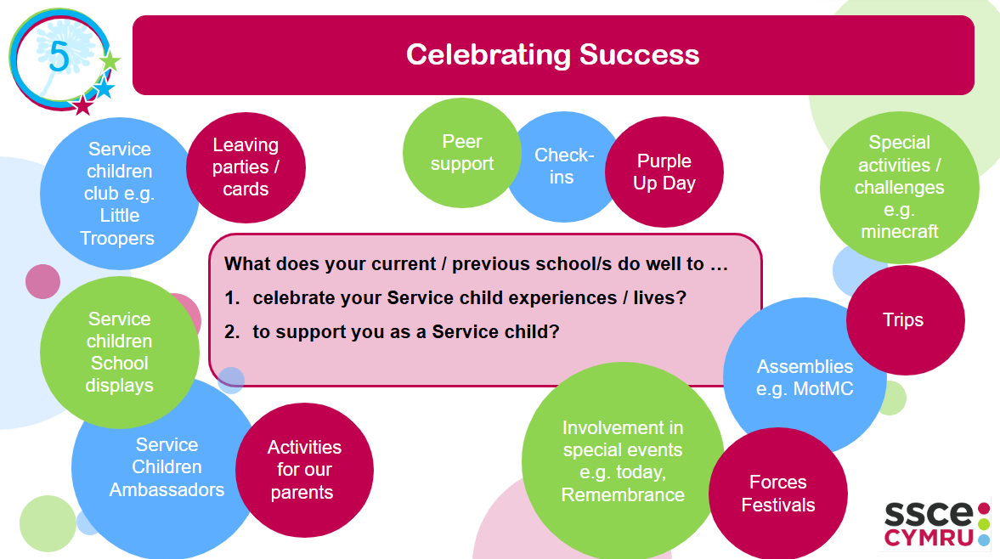 5
Celebrating Success
Service
children
club e.g.
Little
Troopers
Leaving
parties /
cards
Peer
support
Check-
ins
Purple
Up Day
Special
activities /
challenges
e.g.
minecraft
What does your current / previous school/s do well to …
1. celebrate your Service child experiences / lives?
2. to support you as a Service child?
Trips
Service
children
School
displays
Assemblies
e.g. MotMC
Service
Children
Ambassadors
Activities
for our
parents
Involvement in
special events
e.g. today,
Remembrance
Forces
Festivals
ssce
CYMRU